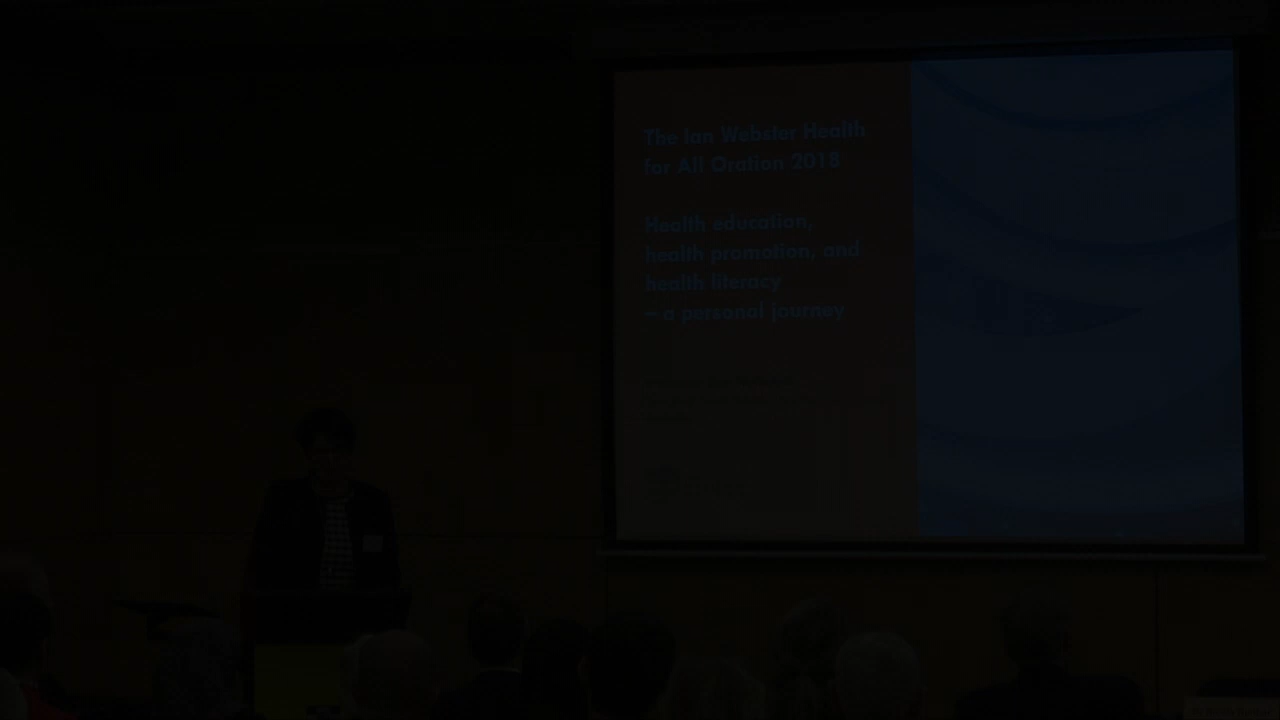 The Ian Webster Health
for All Oration 2018
Health education,
health promotion, and
health literacy
– a personal journey